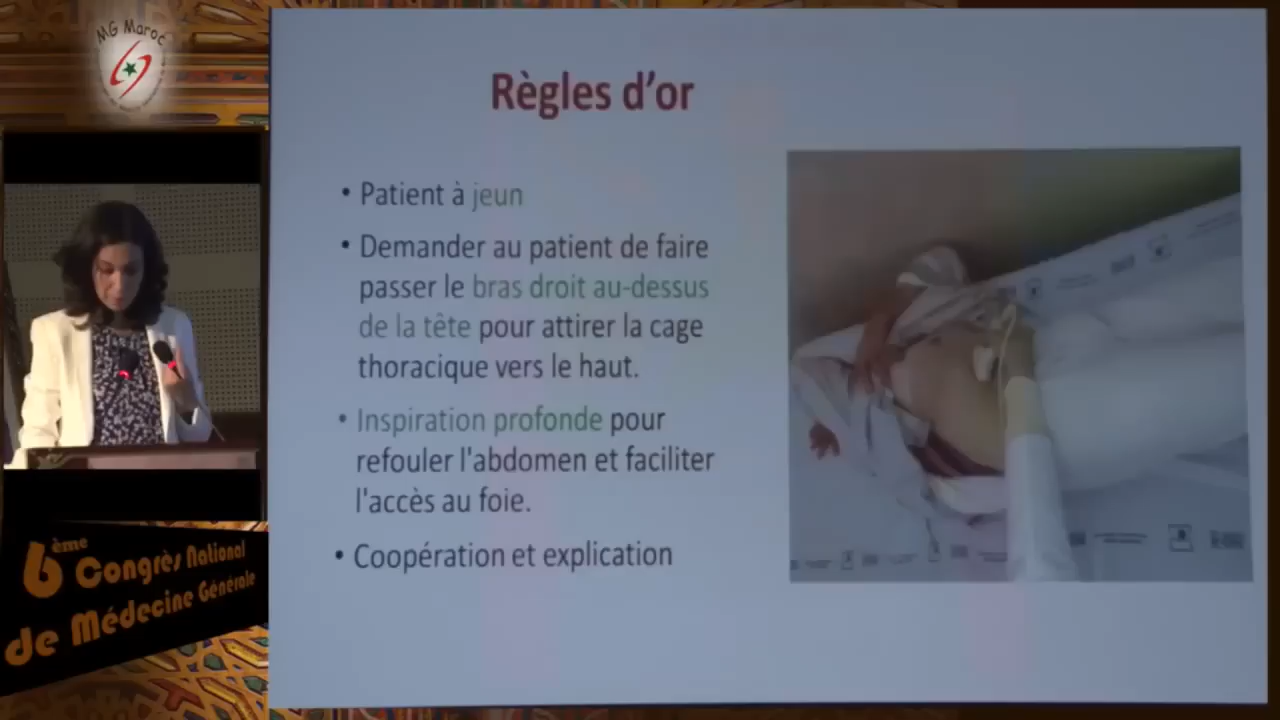 MG Maroc
Règles d'or
• Patient à jeun
• Demander au patient de faire
passer le bras droit au-dessus
de la tête pour attirer la cage
thoracique vers le haut.
• Inspiration profonde pour
refouler l'abdomen et faciliter
l'accès au foie.
• Coopération et explication
6ème Congrès National
de Médecine Générale